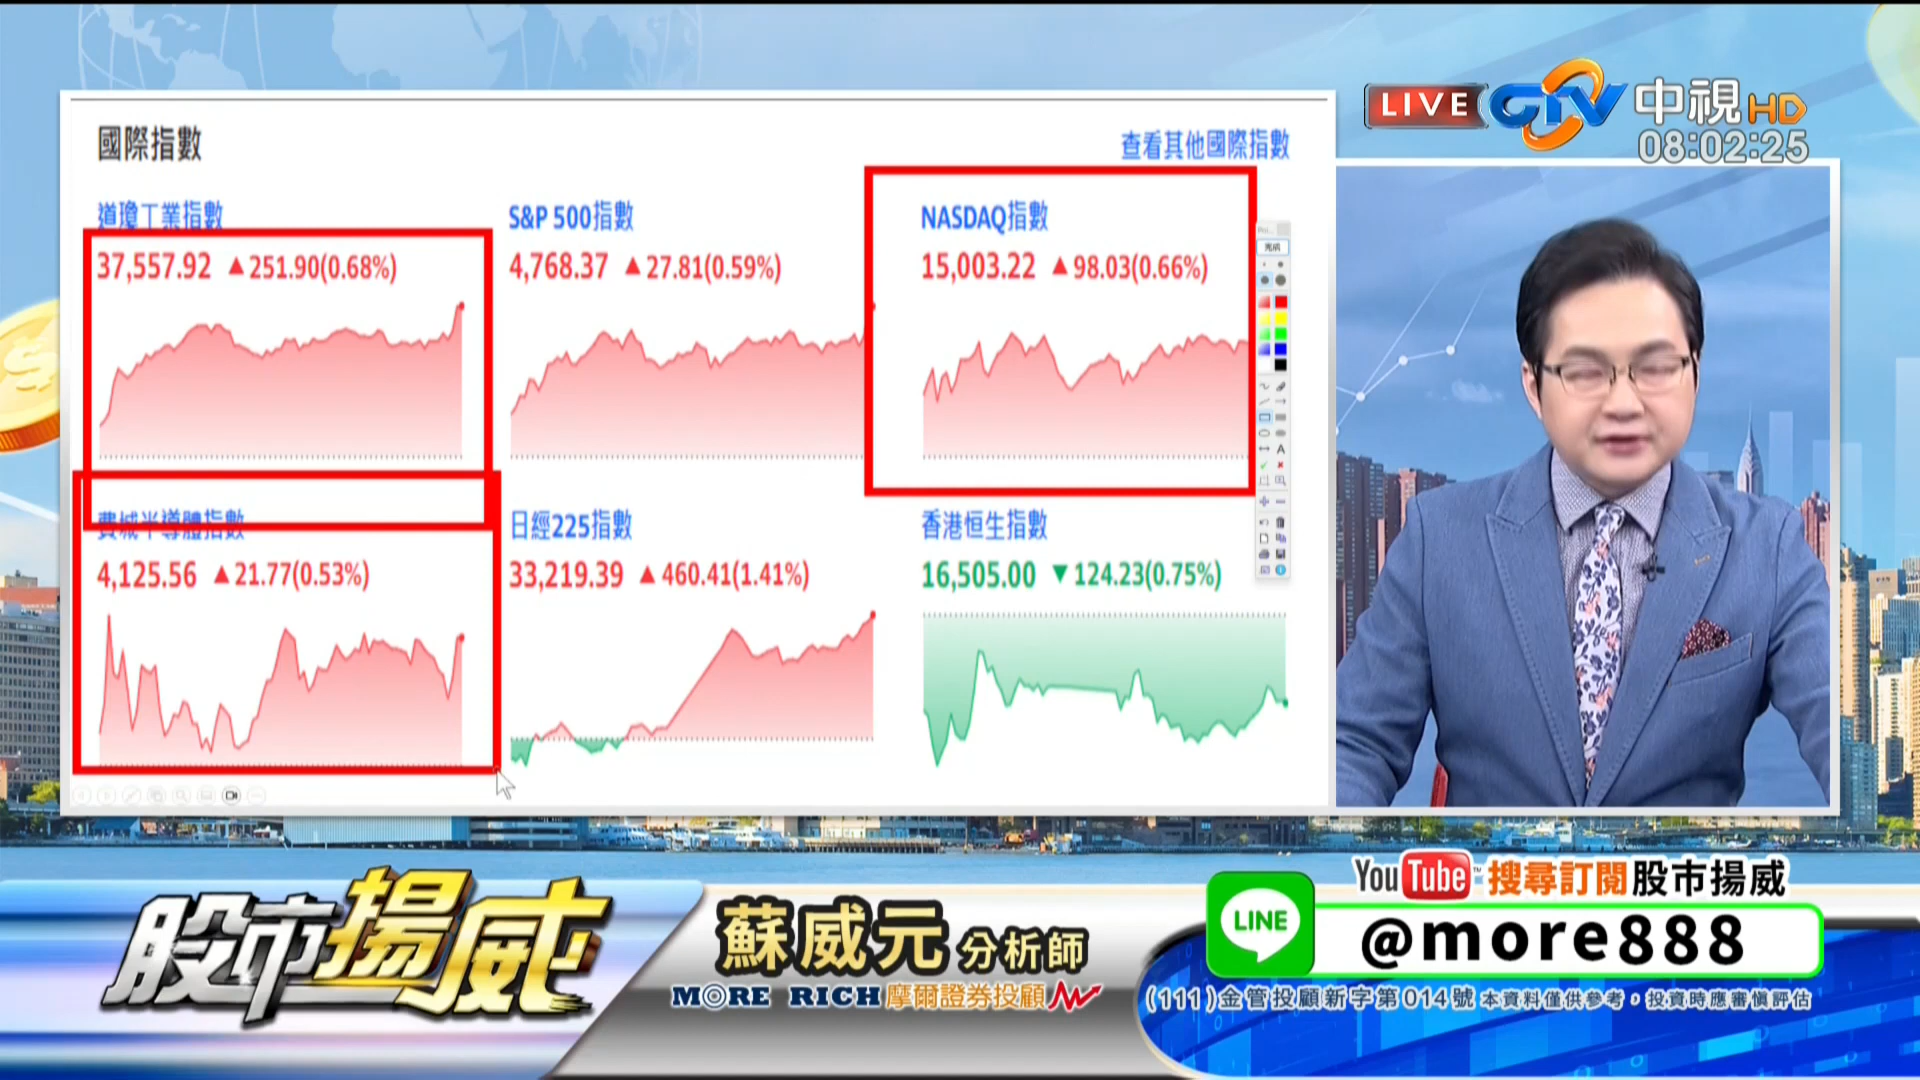 國際指數
查看其他國際指數
道瓊工業指數
37,557.92 ▲251.90(0.68%)
S&P 500指數
4,768.37 ▲27.81(0.59%)
NASDAQ指數
15,003.22 ▲98.03(0.66%)
費城半導體指數
4,125.56 ▲21.77(0.53%)
日經225指數
33,219.39 ▲460.41(1.41%)
香港恒生指數
16,505.00 ▼124.23(0.75%)
完成
A
LIVE CTV 中視HD
08:02:25
股市揚威
蘇威元 分析師
MORE RICH 摩爾證券投顧
YouTube 搜尋訂閱股市揚威
LINE
@more888
(111)金管投顧新字第014號 本資料僅供參考，投資時應審慎評估